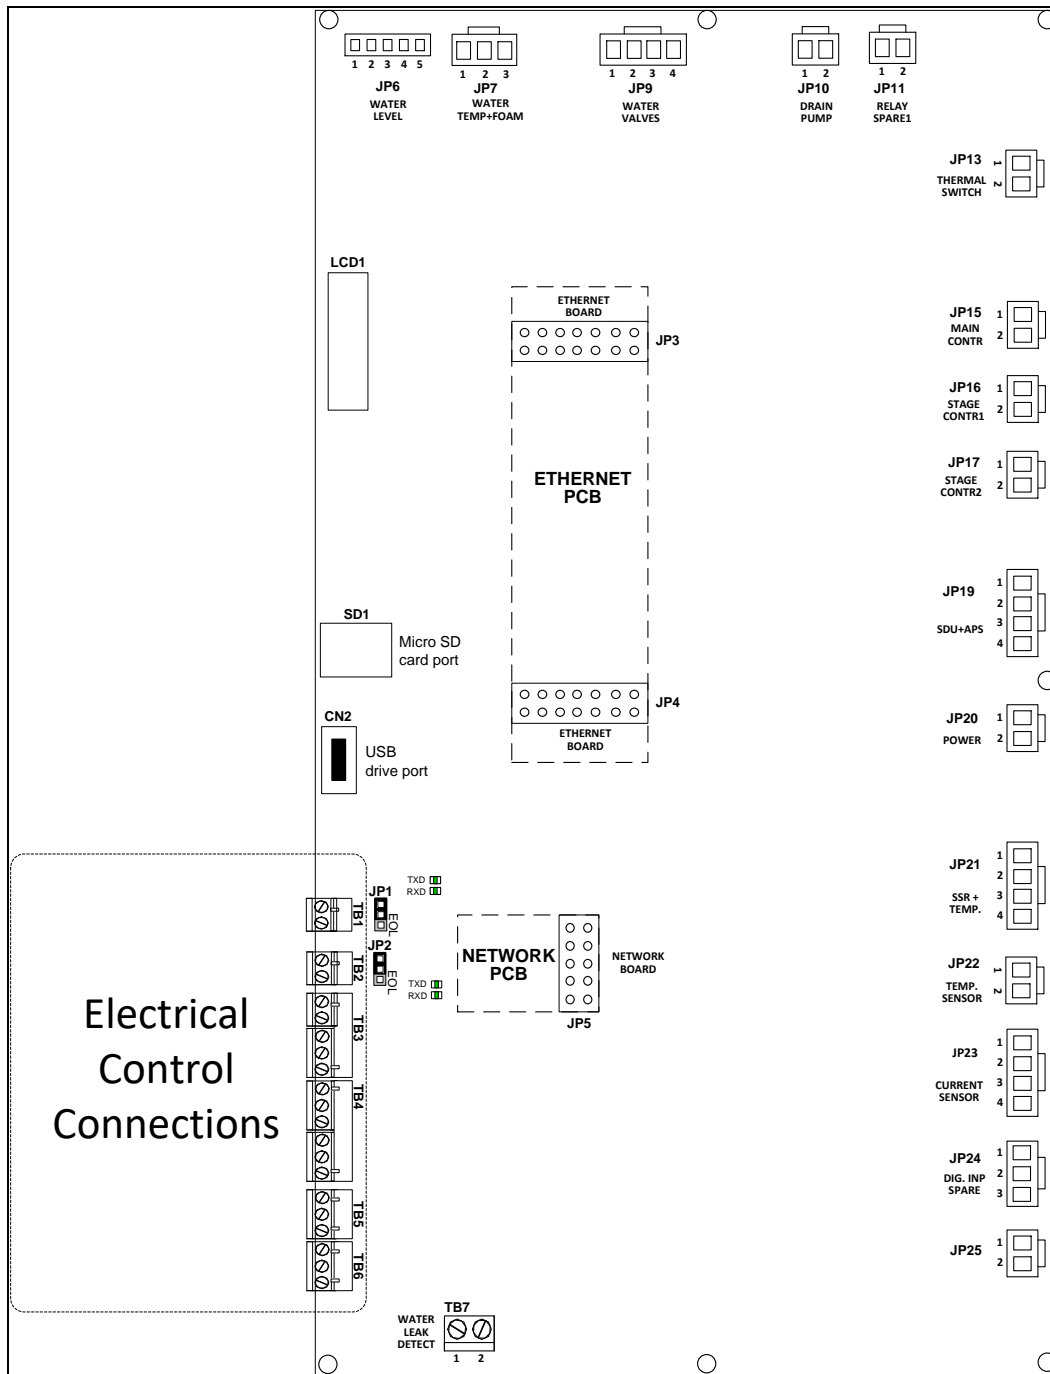 1 2 3 4 5
JP6
WATER
LEVEL
1 2 3
JP7
WATER
TEMP+FOAM
1 2 3 4
JP9
WATER
VALVES
1 2
JP10
DRAIN
PUMP
1 2
JP11
RELAY
SPARE1
JP13
THERMAL
SWITCH
1
2
LCD1
ETHERNET
BOARD
JP3
JP15
MAIN
CONTR
1
2
JP16
STAGE
CONTR1
1
2
JP17
STAGE
CONTR2
1
2
ETHERNET
PCB
JP19
SDU+APS
1
2
3
4
SD1
Micro SD
card port
JP4
ETHERNET
BOARD
CN2
USB
drive port
JP20
POWER
1
2
JP21
SSR +
TEMP.
1
2
3
4
Electrical
Control
Connections
TB1
JP1
EOL
TXD
RXD
TB2
JP2
EOL
TXD
RXD
NETWORK
PCB
NETWORK
BOARD
JP5
TB3
TB4
TB5
TB6
JP22
TEMP.
SENSOR
1
2
JP23
CURRENT
SENSOR
1
2
3
4
JP24
DIG. INP
SPARE
1
2
3
JP25
1
2
TB7
WATER
LEAK
DETECT
1 2